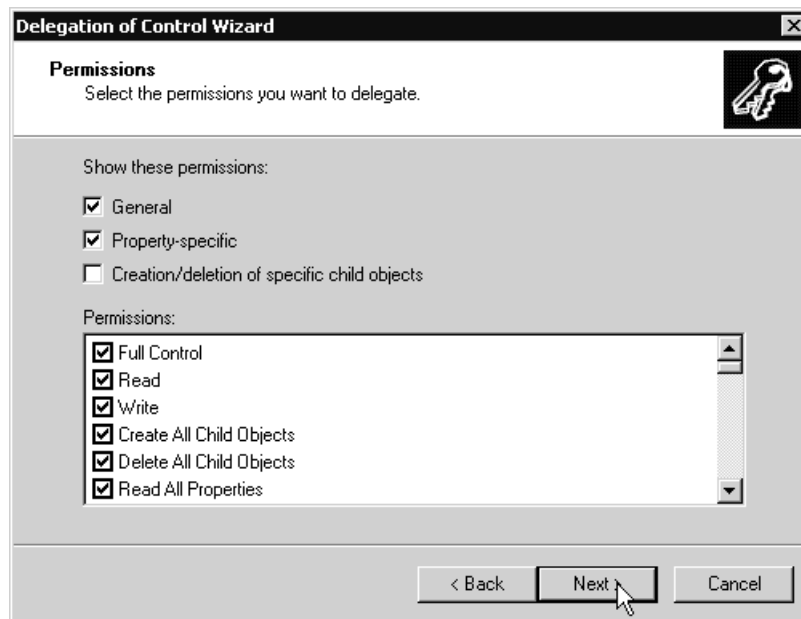 Delegation of Control Wizard
Permissions
Select the permissions you want to delegate.
Show these permissions:
General
Property-specific
Creation/deletion of specific child objects
Permissions:
Full Control
Read
Write
Create All Child Objects
Delete All Child Objects
Read All Properties
< Back Next > Cancel